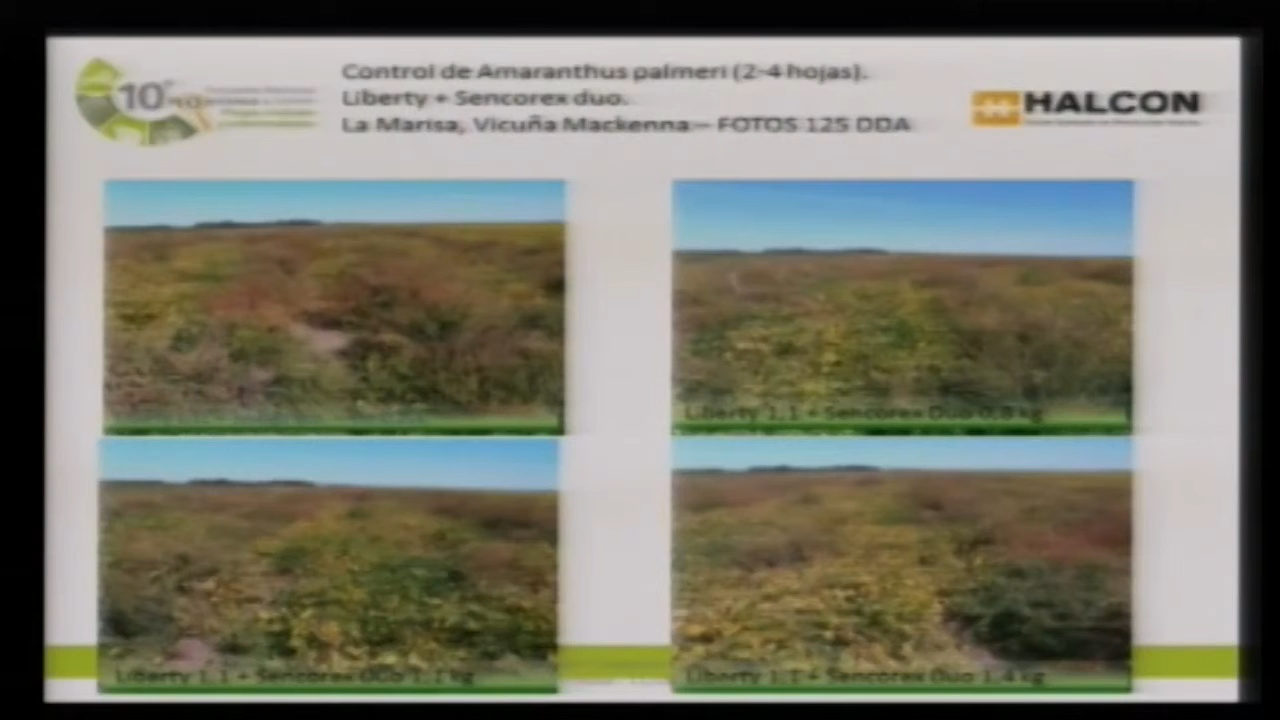 10°
Control de Amaranthus palmeri (2-4 hojas).
Liberty + Sencorex duo.
La Marisa, Vicuña Mackenna – FOTOS 125 DDA
HALCON
Liberty 1,1 + Sencorex Duo 0,8 kg
Liberty 1,1 + Sencorex Duo 1,1 kg
Liberty 1,1 + Sencorex Duo 1,4 kg